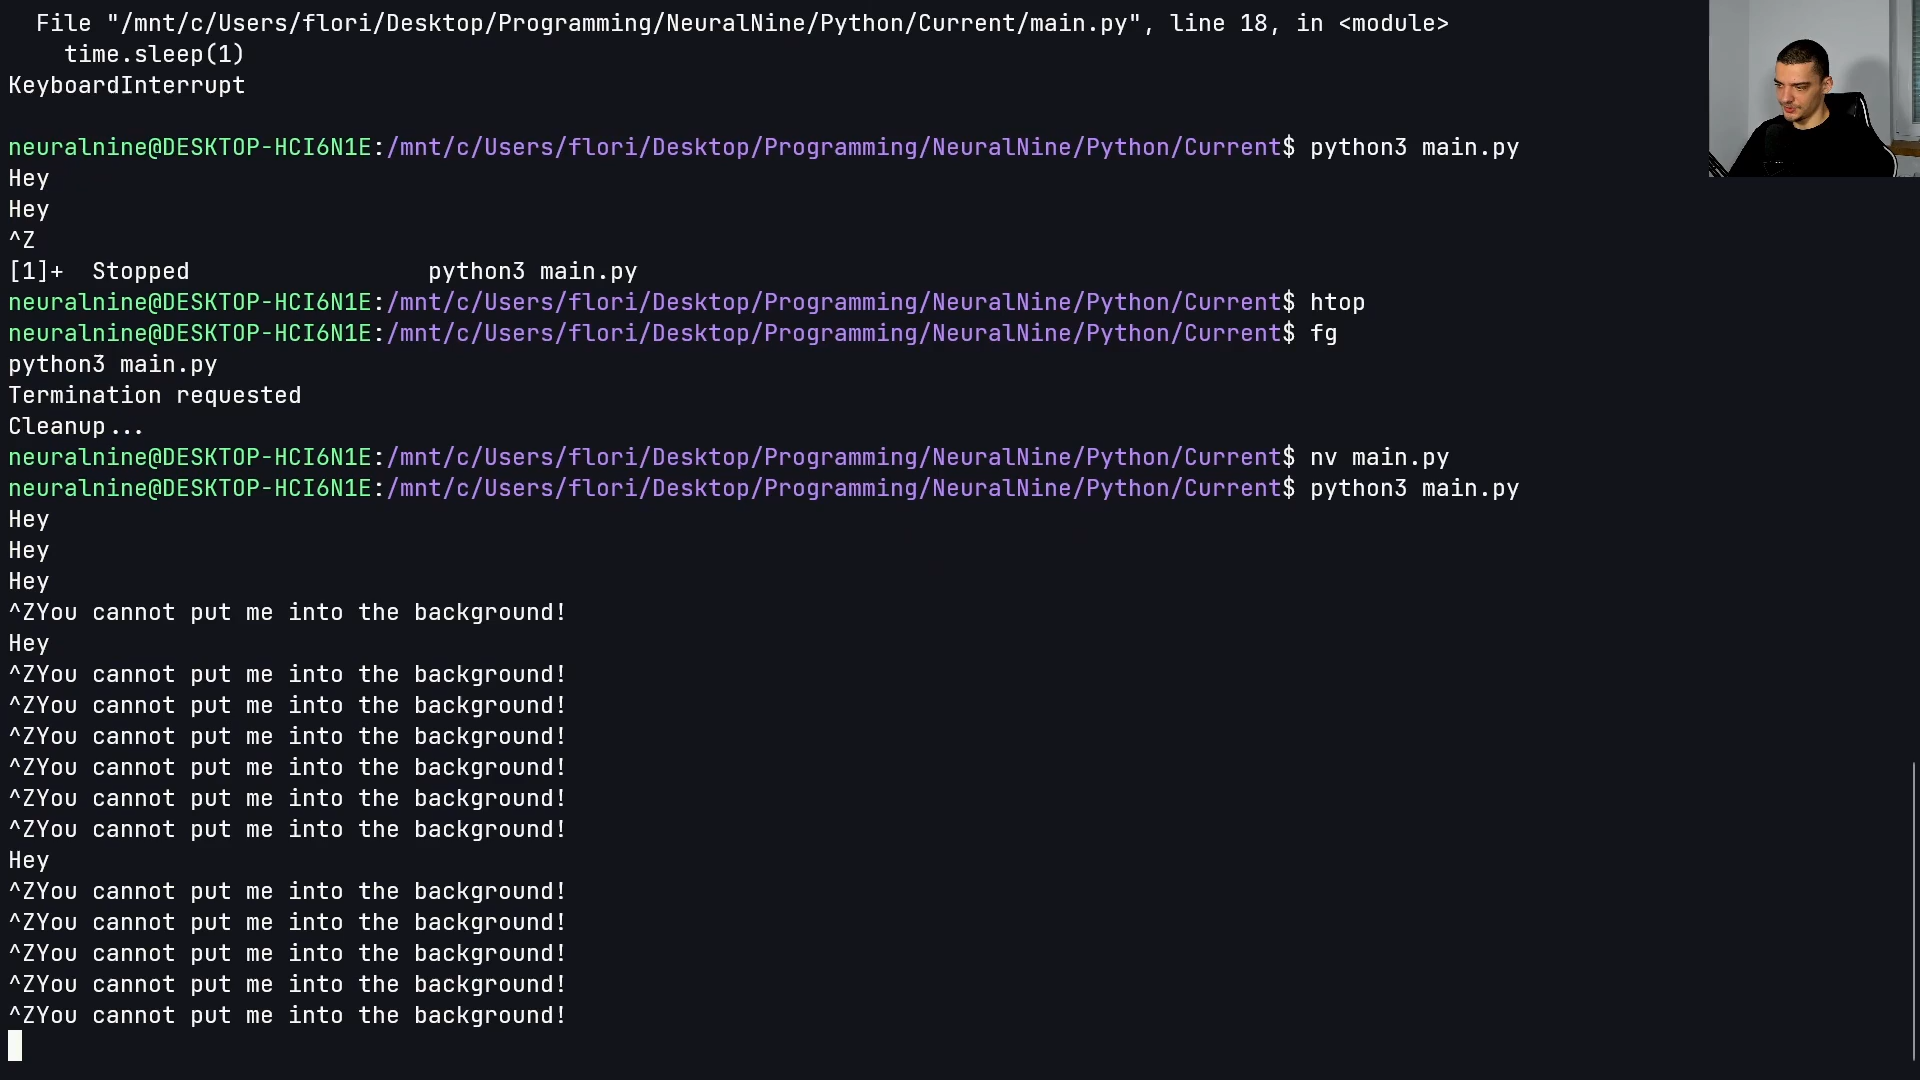 File "/mnt/c/Users/flori/Desktop/Programming/NeuralNine/Python/Current/main.py", line 18, in <module>
time.sleep(1)
KeyboardInterrupt
neuralnine@DESKTOP-HCI6N1E:/mnt/c/Users/flori/Desktop/Programming/NeuralNine/Python/Current$ python3 main.py
Hey
Hey
^Z
[1]+  Stopped                 python3 main.py
neuralnine@DESKTOP-HCI6N1E:/mnt/c/Users/flori/Desktop/Programming/NeuralNine/Python/Current$ htop
neuralnine@DESKTOP-HCI6N1E:/mnt/c/Users/flori/Desktop/Programming/NeuralNine/Python/Current$ fg
python3 main.py
Termination requested
Cleanup...
neuralnine@DESKTOP-HCI6N1E:/mnt/c/Users/flori/Desktop/Programming/NeuralNine/Python/Current$ nv main.py
neuralnine@DESKTOP-HCI6N1E:/mnt/c/Users/flori/Desktop/Programming/NeuralNine/Python/Current$ python3 main.py
Hey
Hey
Hey
^ZYou cannot put me into the background!
Hey
^ZYou cannot put me into the background!
^ZYou cannot put me into the background!
^ZYou cannot put me into the background!
^ZYou cannot put me into the background!
^ZYou cannot put me into the background!
^ZYou cannot put me into the background!
Hey
^ZYou cannot put me into the background!
^ZYou cannot put me into the background!
^ZYou cannot put me into the background!
^ZYou cannot put me into the background!
^ZYou cannot put me into the background!